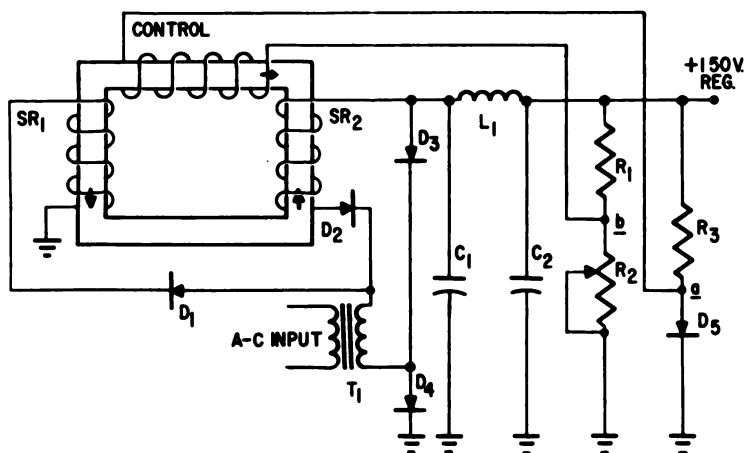 CONTROL
+150V.
REG.
SR1
SR2
D3
L1
R1
b
D2
R3
C1
C2
R2
a
D1
D5
A-C INPUT
T1
D4